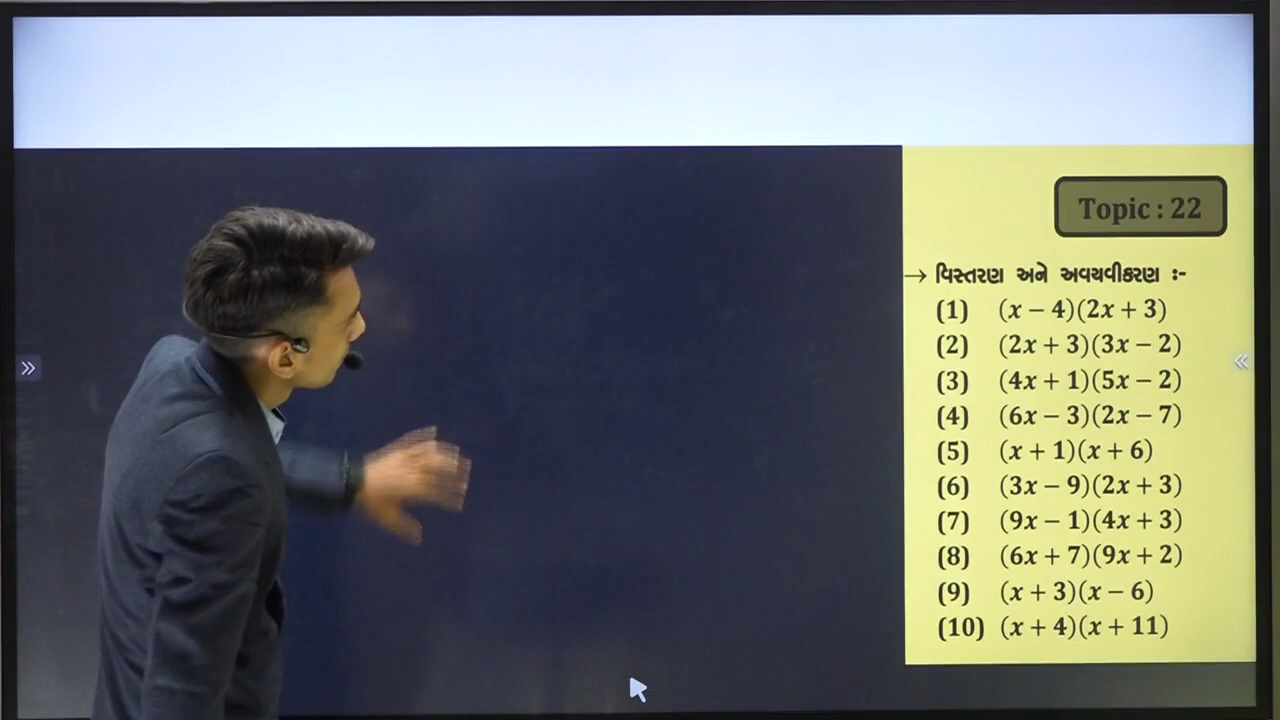 Topic : 22
→ વિસ્તરણ અને અવયવીકરણ :-
(1) (x − 4)(2x + 3)
(2) (2x + 3)(3x − 2)
(3) (4x + 1)(5x − 2)
(4) (6x − 3)(2x − 7)
(5) (x + 1)(x + 6)
(6) (3x − 9)(2x + 3)
(7) (9x − 1)(4x + 3)
(8) (6x + 7)(9x + 2)
(9) (x + 3)(x − 6)
(10) (x + 4)(x + 11)